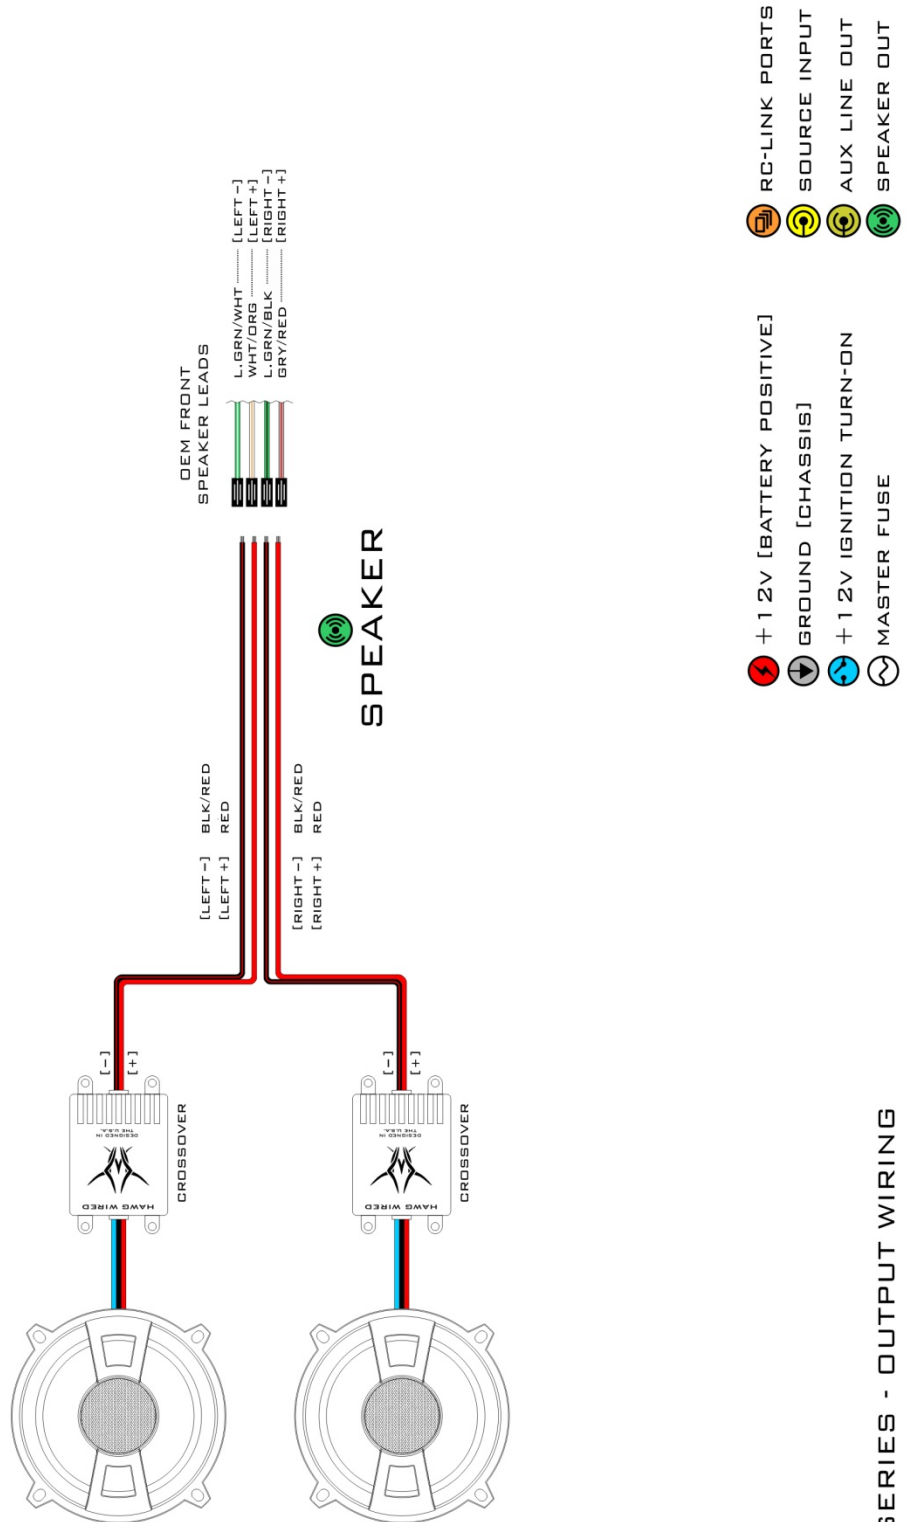 OEM FRONT
SPEAKER LEADS
L.GRN/WHT [LEFT -]
WHT/ORG [LEFT +]
L.GRN/BLK [RIGHT -]
GRY/RED [RIGHT +]
SPEAKER
[LEFT -] BLK/RED
[LEFT +] RED
[RIGHT -] BLK/RED
[RIGHT +] RED
[-]
[+]
HAWG WIRED
DESIGNED IN
THE U.S.A.
CROSSOVER
[-]
[+]
HAWG WIRED
DESIGNED IN
THE U.S.A.
CROSSOVER
+12V [BATTERY POSITIVE]
GROUND [CHASSIS]
+12V IGNITION TURN-ON
MASTER FUSE
RC-LINK PORTS
SOURCE INPUT
AUX LINE OUT
SPEAKER OUT
SERIES - OUTPUT WIRING